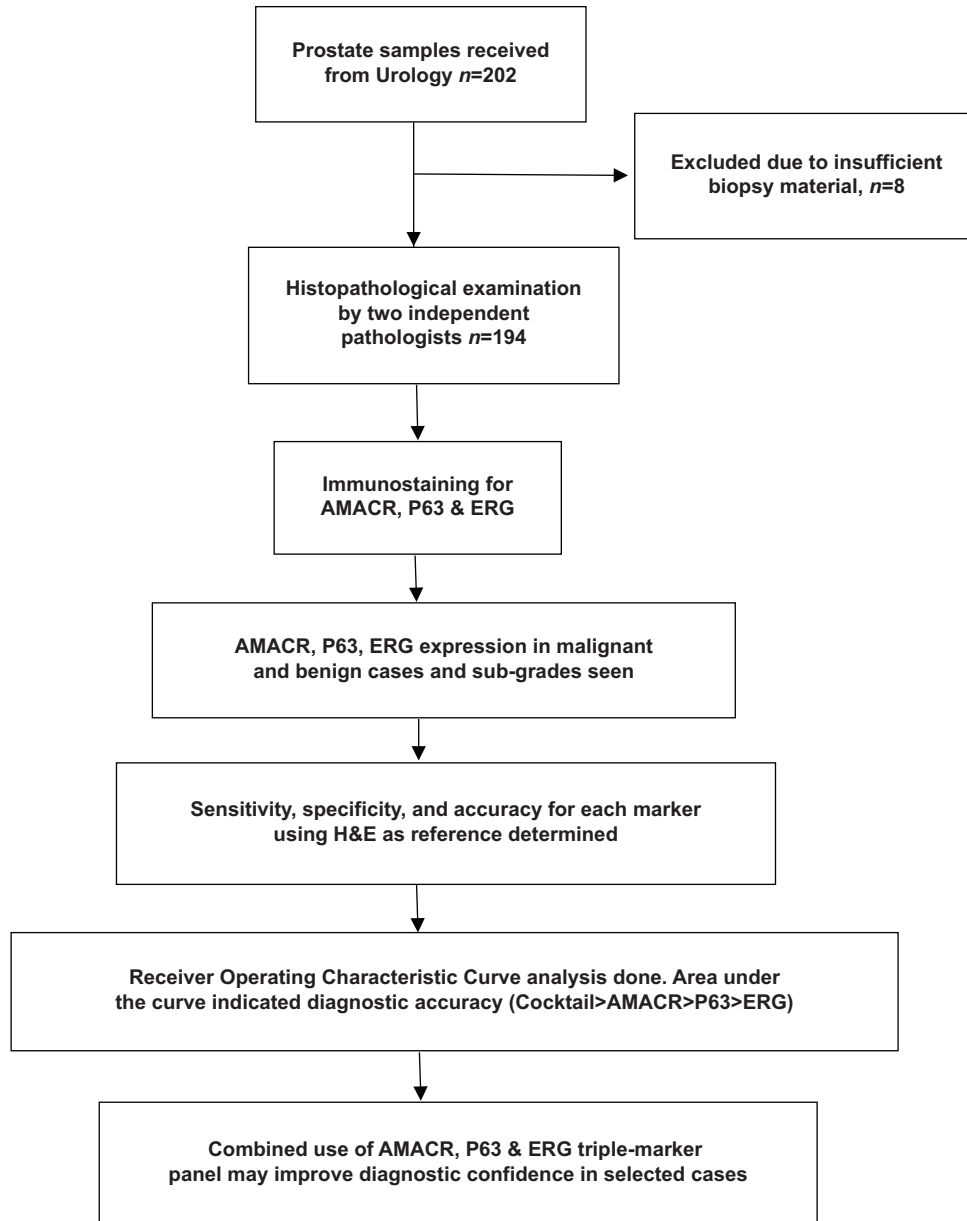 Prostate samples received
from Urology n=202
Excluded due to insufficient
biopsy material, n=8
Histopathological examination
by two independent
pathologists n=194
Immunostaining for
AMACR, P63 & ERG
AMACR, P63, ERG expression in malignant
and benign cases and sub-grades seen
Sensitivity, specificity, and accuracy for each marker
using H&E as reference determined
Receiver Operating Characteristic Curve analysis done. Area under
the curve indicated diagnostic accuracy (Cocktail>AMACR>P63>ERG)
Combined use of AMACR, P63 & ERG triple-marker
panel may improve diagnostic confidence in selected cases